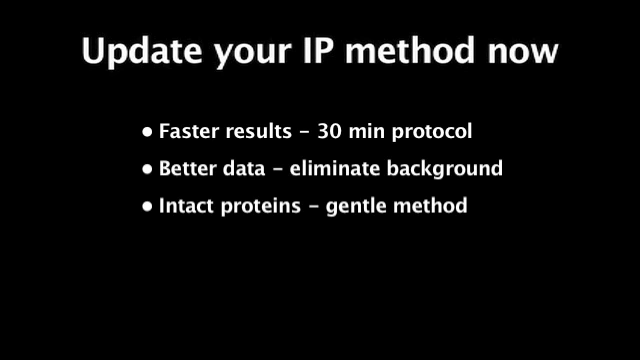 Update your IP method now
• Faster results - 30 min protocol
• Better data - eliminate background
• Intact proteins - gentle method